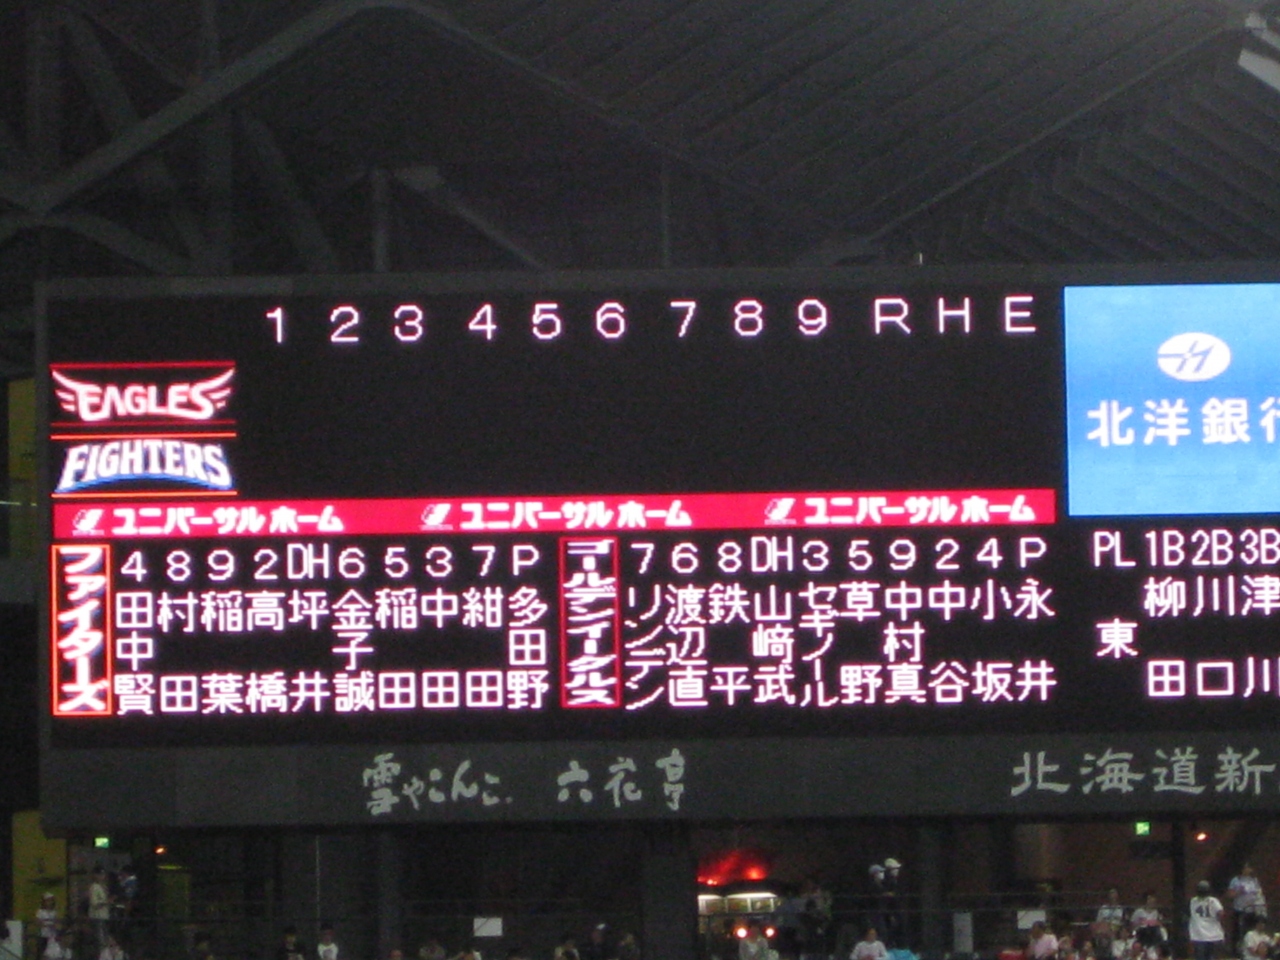 1 2 3 4 5 6 7 8 9 R H E
EAGLES
FIGHTERS
北洋銀行
ユニバーサルホーム ユニバーサルホーム ユニバーサルホーム
ファイターズ
4 8 9 2 DH 6 5 3 7 P
田中賢
村田
稲葉
高橋
坪井
金子誠
稲田
中田
紺田
多田野
ゴールデンイーグルス
7 6 8 DH 3 5 9 2 4 P
リンデン
渡辺直
鉄平
山﨑武
セギノール
草野
中村真
中谷
小坂
永井
PL 1B 2B 3B
東
柳田
川口
津川
雪やこんこ 六花亭
北海道新